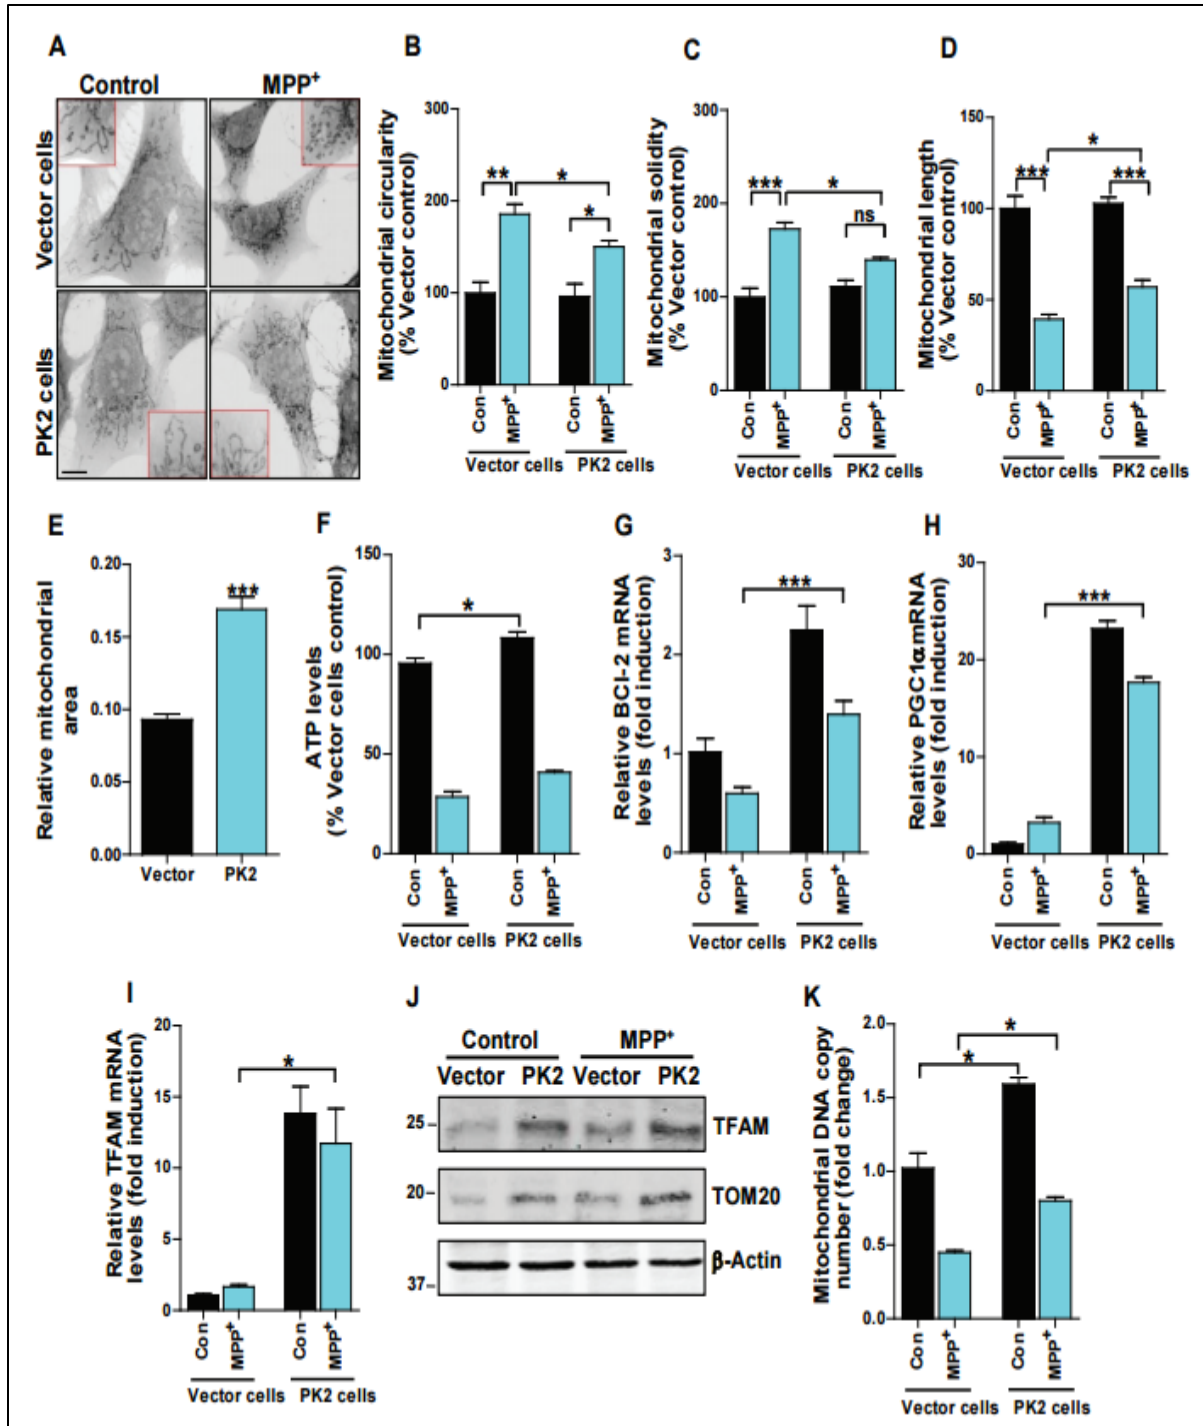 A
Control MPP+
Vector cells
PK2 cells
B
Mitochondrial circularity
(% Vector control)
300
200
100
0
**
*
*
Con
MPP+
Con
MPP+
Vector cells PK2 cells
C
Mitochondrial solidity
(% Vector control)
300
200
100
0
***
*
ns
Con
MPP+
Con
MPP+
Vector cells PK2 cells
D
Mitochondrial length
(% Vector control)
150
100
50
0
***
*
***
Con
MPP+
Con
MPP+
Vector cells PK2 cells
E
Relative mitochondrial
area
0.20
0.15
0.10
0.05
0.00
***
Vector PK2
F
ATP levels
(% Vector cells control)
150
100
50
0
*
Con
MPP+
Con
MPP+
Vector cells PK2 cells
G
Relative BCl-2 mRNA
levels (fold induction)
3
2
1
0
***
Con
MPP+
Con
MPP+
Vector cells PK2 cells
H
Relative PGC1αmRNA
levels (fold induction)
30
20
10
0
***
Con
MPP+
Con
MPP+
Vector cells PK2 cells
I
Relative TFAM mRNA
levels (fold induction)
20
15
10
5
0
*
Con
MPP+
Con
MPP+
Vector cells PK2 cells
J
Control MPP+
Vector PK2 Vector PK2
25 TFAM
20 TOM20
β-Actin
37
K
Mitochondrial DNA copy
number (fold change)
2.0
1.5
1.0
0.5
0.0
*
*
Con
MPP+
Con
MPP+
Vector cells PK2 cells